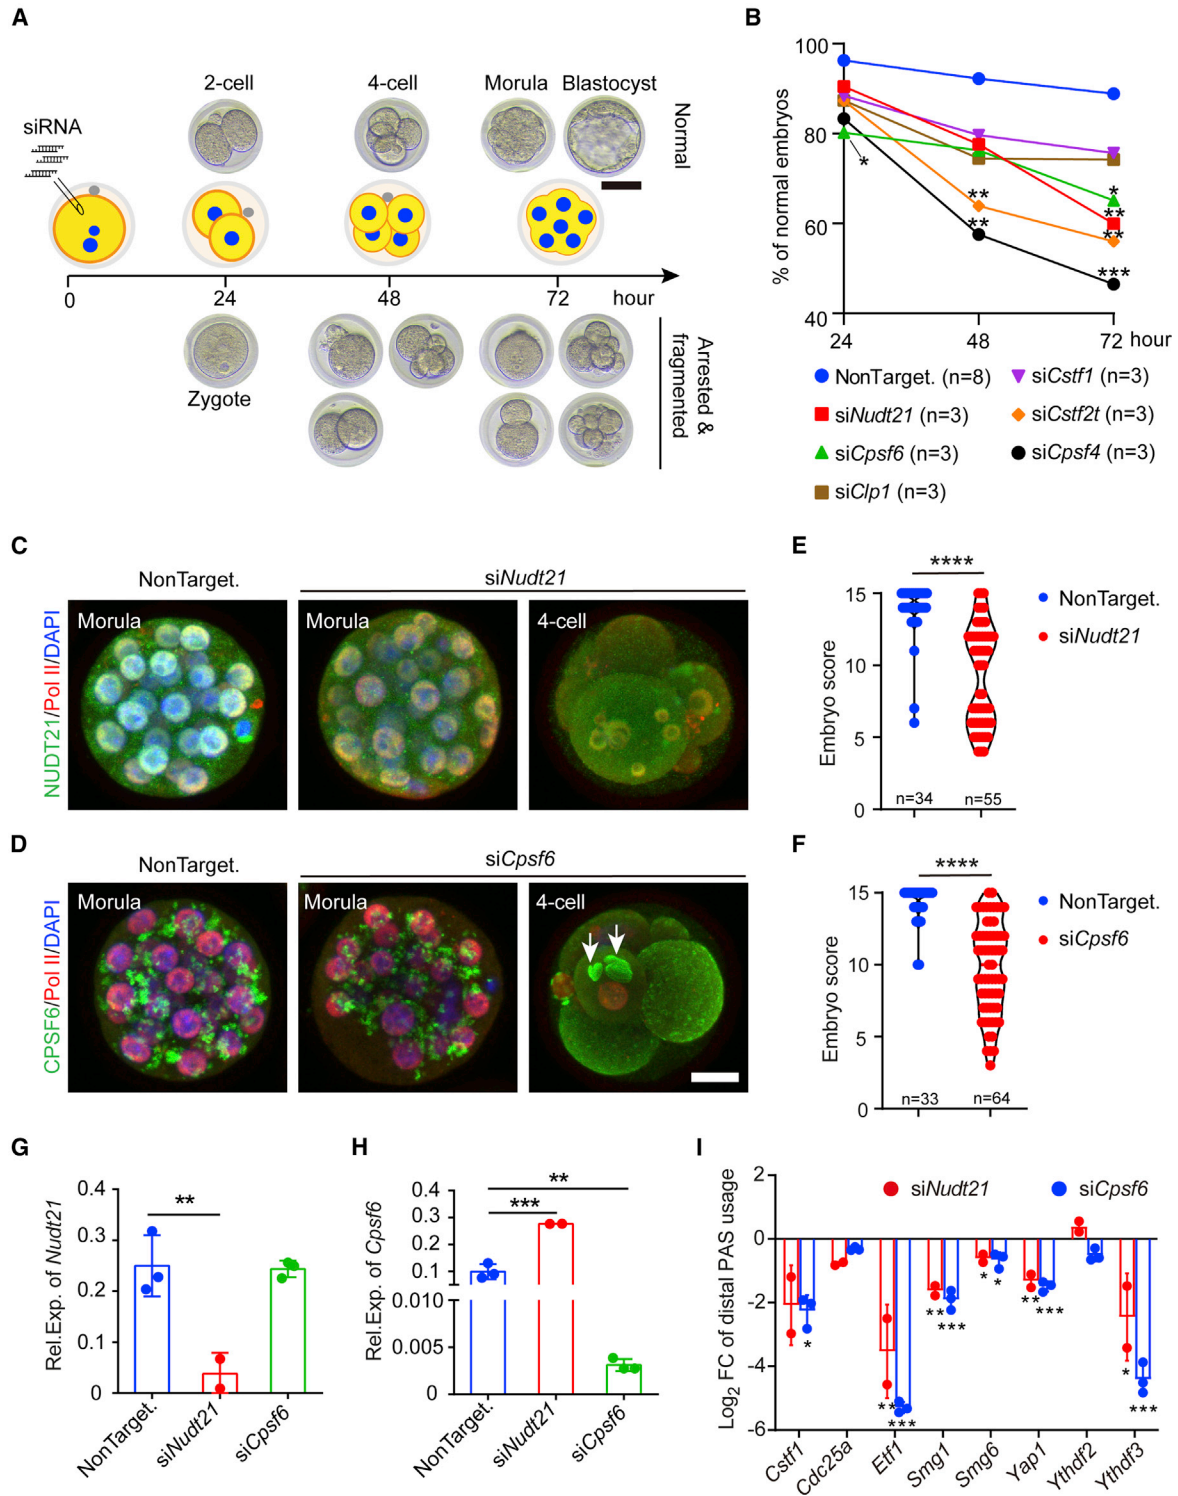 A
siRNA
2-cell
4-cell
Morula
Blastocyst
Normal
0
24
48
72
hour
Zygote
Arrested &
fragmented
B
% of normal embryos
100
80
60
40
*
**
**
*
**
**
***
24
48
72 hour
NonTarget. (n=8)
siNudt21 (n=3)
siCpsf6 (n=3)
siClp1 (n=3)
siCstf1 (n=3)
siCstf2t (n=3)
siCpsf4 (n=3)
C
NonTarget.
siNudt21
NUDT21/Pol II/DAPI
Morula
Morula
4-cell
D
NonTarget.
siCpsf6
CPSF6/Pol II/DAPI
Morula
Morula
4-cell
E
****
Embryo score
15
10
5
0
n=34
n=55
NonTarget.
siNudt21
F
****
Embryo score
15
10
5
0
n=33
n=64
NonTarget.
siCpsf6
G
Rel.Exp. of Nudt21
0.4
0.3
0.2
0.1
0
**
NonTarget.
siNudt21
siCpsf6
H
Rel.Exp. of Cpsf6
0.4
0.3
0.2
0.1
0.010
0.005
0
**
***
NonTarget.
siNudt21
siCpsf6
I
Log2 FC of distal PAS usage
2
0
-2
-4
-6
siNudt21
siCpsf6
*
**
***
**
***
*
*
**
***
*
***
Cstf1
Cdc25a
Etf1
Smg1
Smg6
Yap1
Ythdf2
Ythdf3